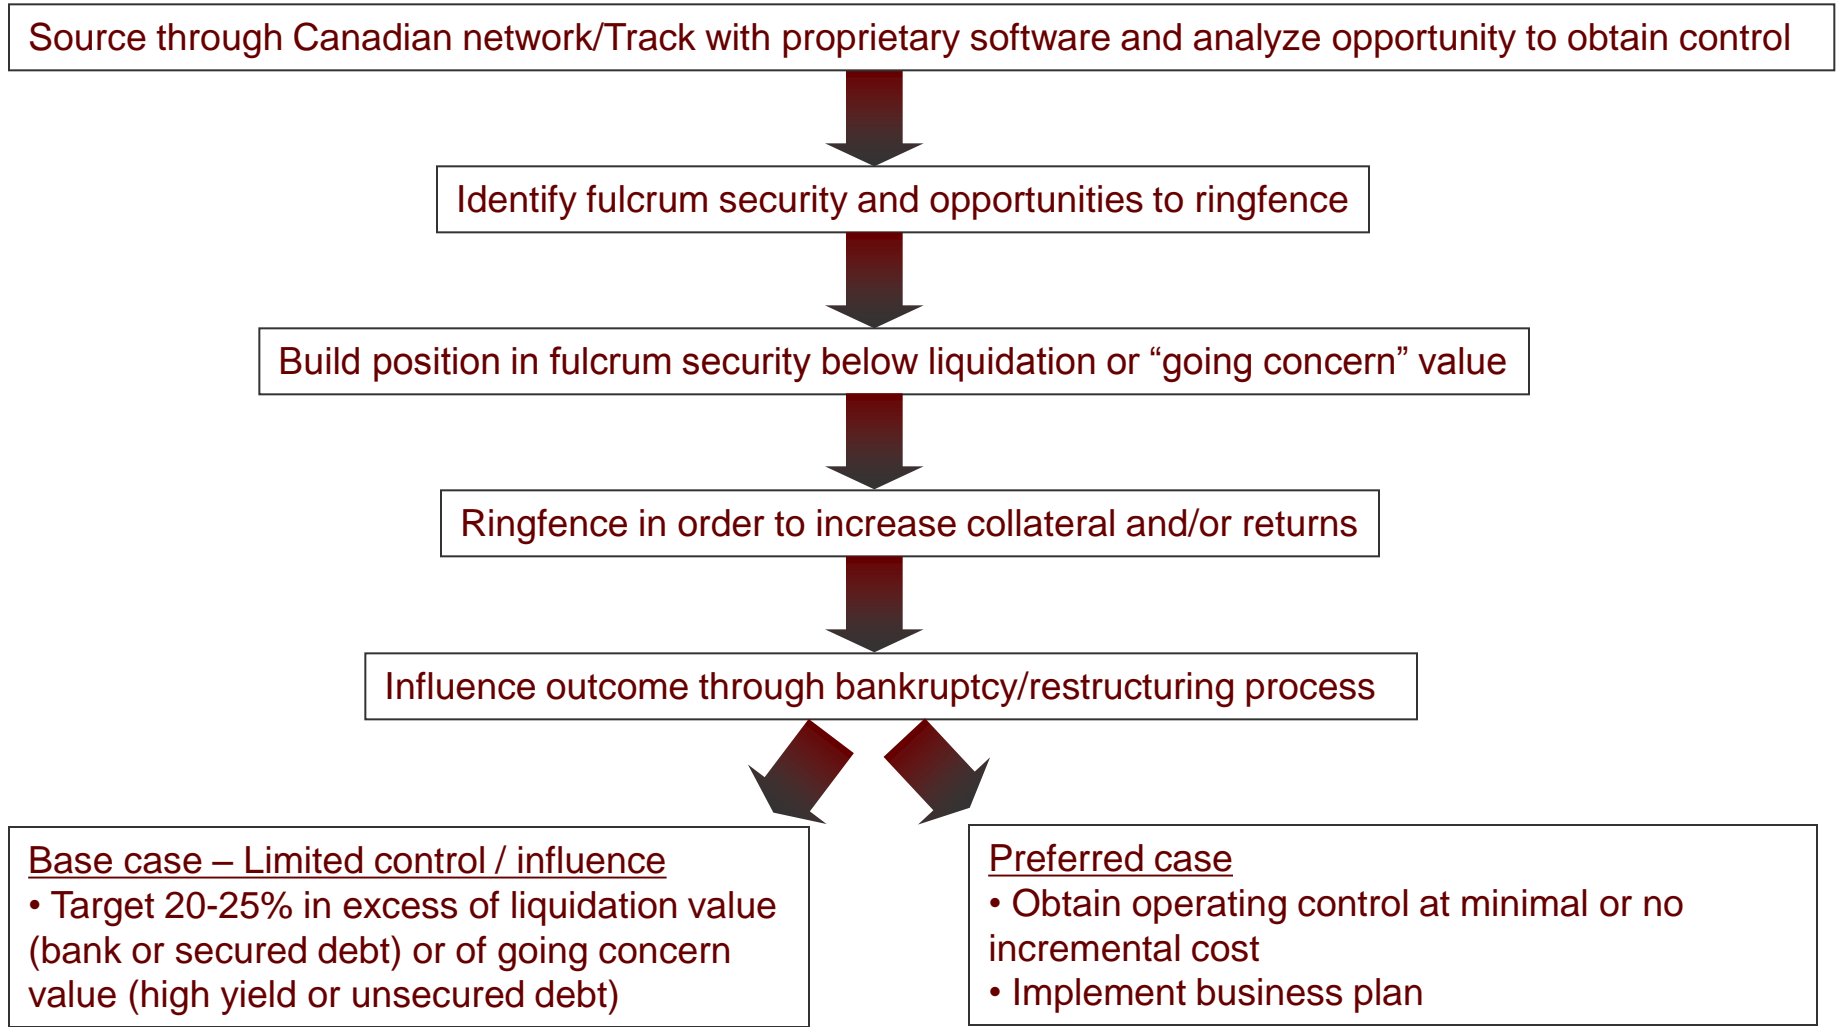 Source through Canadian network/Track with proprietary software and analyze opportunity to obtain control
Identify fulcrum security and opportunities to ringfence
Build position in fulcrum security below liquidation or “going concern” value
Ringfence in order to increase collateral and/or returns
Influence outcome through bankruptcy/restructuring process
Base case – Limited control / influence
• Target 20-25% in excess of liquidation value
(bank or secured debt) or of going concern
value (high yield or unsecured debt)
Preferred case
• Obtain operating control at minimal or no
incremental cost
• Implement business plan